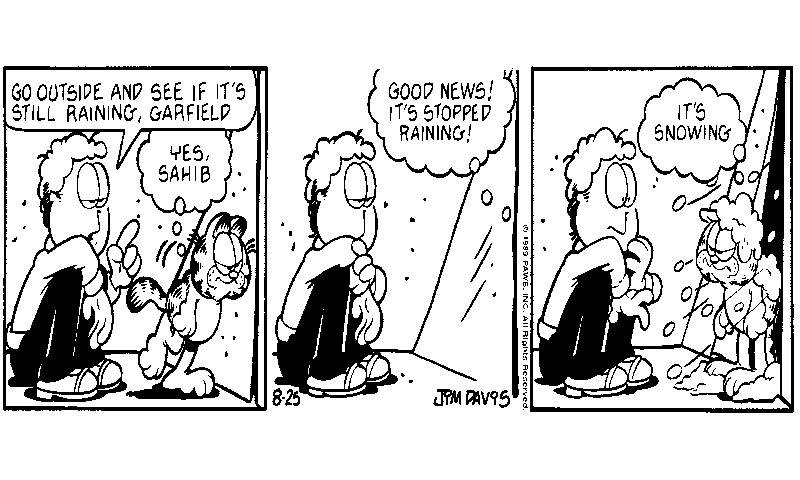 GO OUTSIDE AND SEE IF IT'S
STILL RAINING, GARFIELD
YES,
SAHIB
GOOD NEWS!
IT'S STOPPED
RAINING!
8-25
JIM DAVIS
© 1989 PAWS, INC. All Rights Reserved.
IT'S
SNOWING